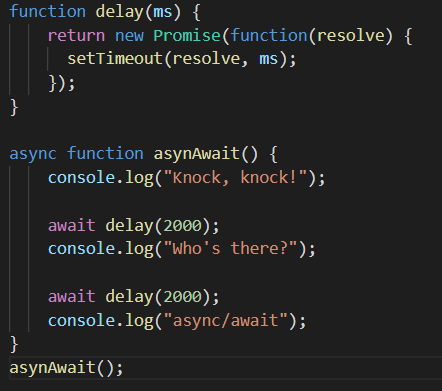 function delay(ms) {
    return new Promise(function(resolve) {
      setTimeout(resolve, ms);
    });
}

async function asynAwait() {
    console.log("Knock, knock!");

    await delay(2000);
    console.log("Who's there?");

    await delay(2000);
    console.log("async/await");
}
asynAwait();